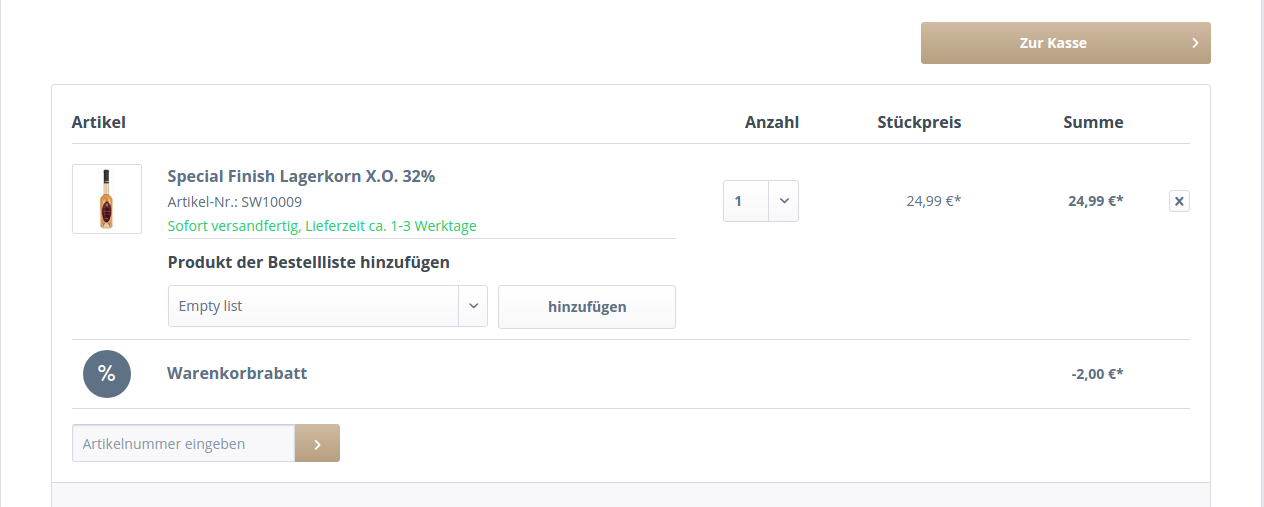 Zur Kasse
Artikel Anzahl Stückpreis Summe
Special Finish Lagerkorn X.O. 32%
Artikel-Nr.: SW10009
1 24,99 €* 24,99 €*
Sofort versandfertig, Lieferzeit ca. 1-3 Werktage
Produkt der Bestellliste hinzufügen
Empty list hinzufügen
% Warenkorbrabatt -2,00 €*
Artikelnummer eingeben